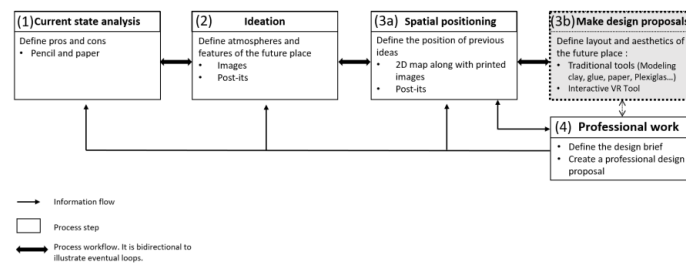 (1) Current state analysis
Define pros and cons
• Pencil and paper
(2) Ideation
Define atmospheres and
features of the future place
• Images
• Post-its
(3a) Spatial positioning
Define the position of previous
ideas
• 2D map along with printed
images
• Post-its
(3b) Make design proposals
Define layout and aesthetics of
the future place :
• Traditional tools (Modeling
clay, glue, paper, Plexiglas...)
• Interactive VR Tool
(4) Professional work
• Define the design brief
• Create a professional design
proposal
Information flow
Process step
Process workflow. It is bidirectional to
illustrate eventual loops.